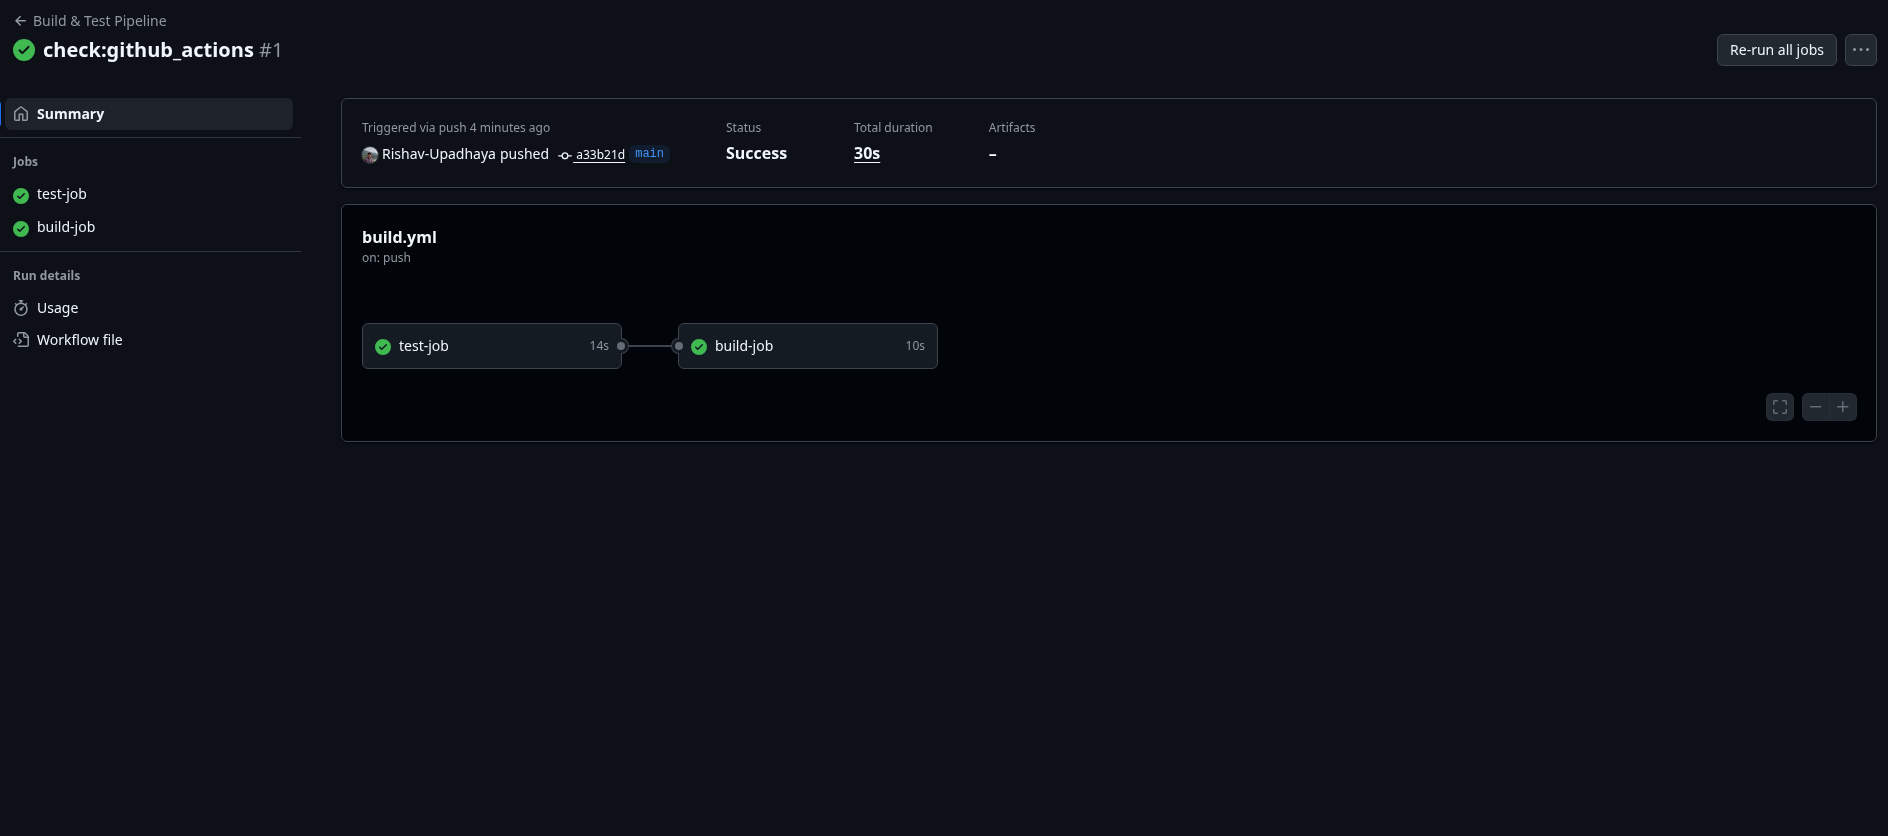 Build & Test Pipeline
check:github_actions #1
Re-run all jobs
Summary
Jobs
test-job
build-job
Run details
Usage
Workflow file
Triggered via push 4 minutes ago
Rishav-Upadhaya pushed a33b21d main
Status
Success
Total duration
30s
Artifacts
–
build.yml
on: push
test-job 14s
build-job 10s